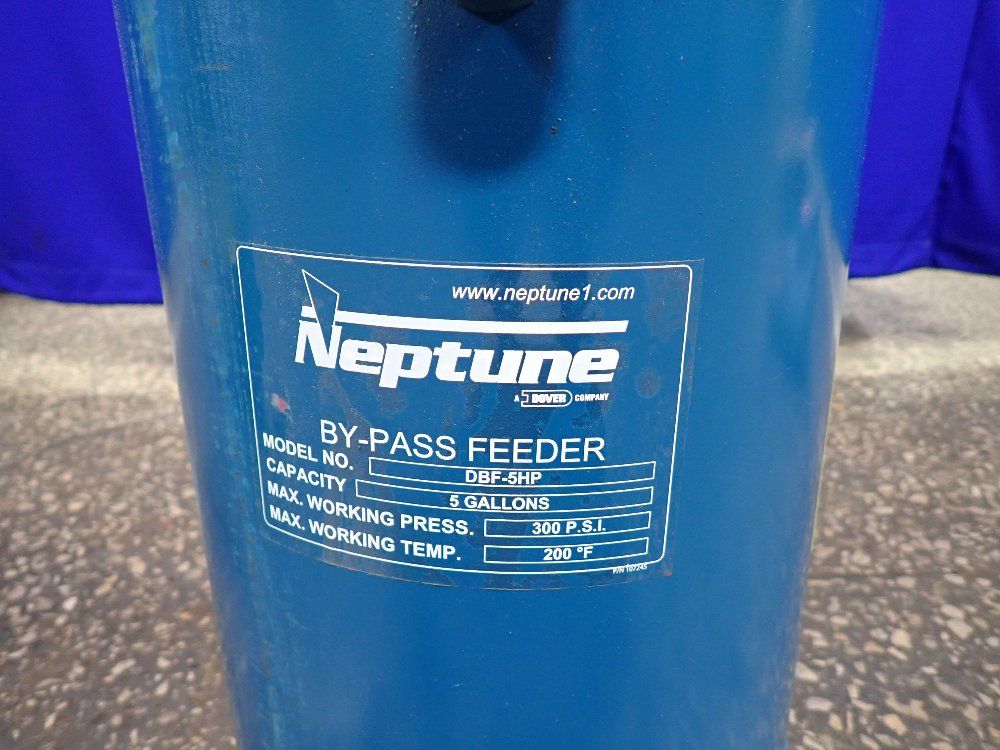 www.neptune1.com
Neptune
A DOVER COMPANY
BY-PASS FEEDER
MODEL NO. DBF-5HP
CAPACITY 5 GALLONS
MAX. WORKING PRESS. 300 P.S.I.
MAX. WORKING TEMP. 200 °F
P/N 107245